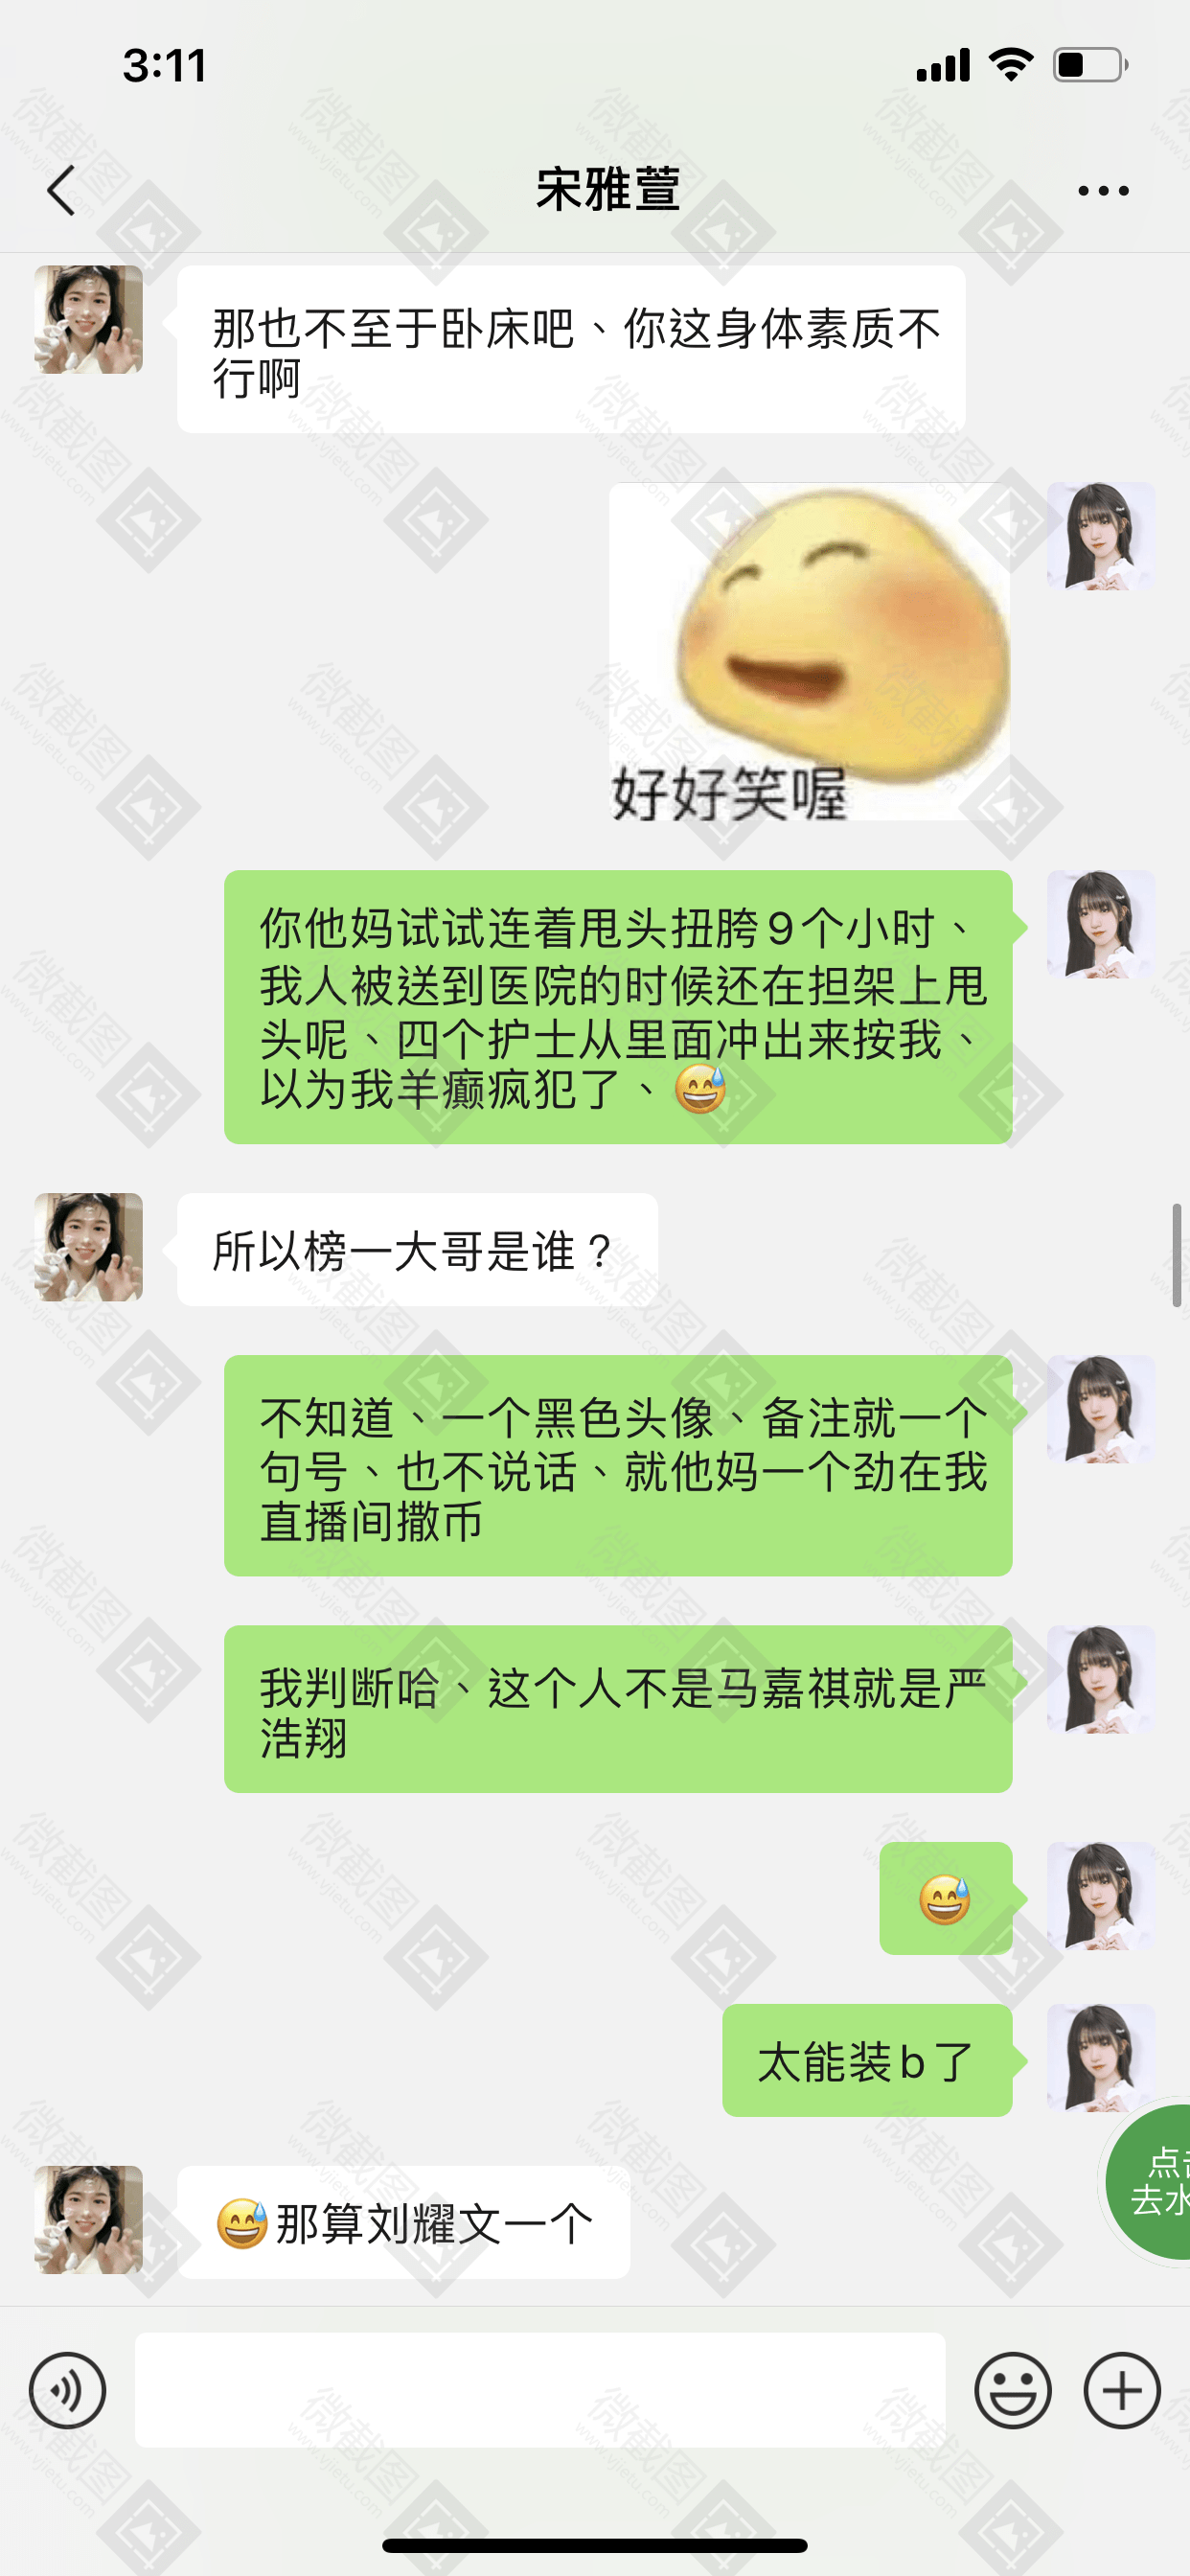 3:11
宋雅萱
那也不至于卧床吧、你这身体素质不
行啊
好好笑喔
你他妈试试连着甩头扭胯9个小时、
我人被送到医院的时候还在担架上甩
头呢、四个护士从里面冲出来按我、
以为我羊癫疯犯了、😅
所以榜一大哥是谁？
不知道、一个黑色头像、备注就一个
句号、也不说话、就他妈一个劲在我
直播间撒币
我判断哈、这个人不是马嘉祺就是严
浩翔
😅
太能装b了
点击
去水
😅那算刘耀文一个
微截图
www.vjietu.com